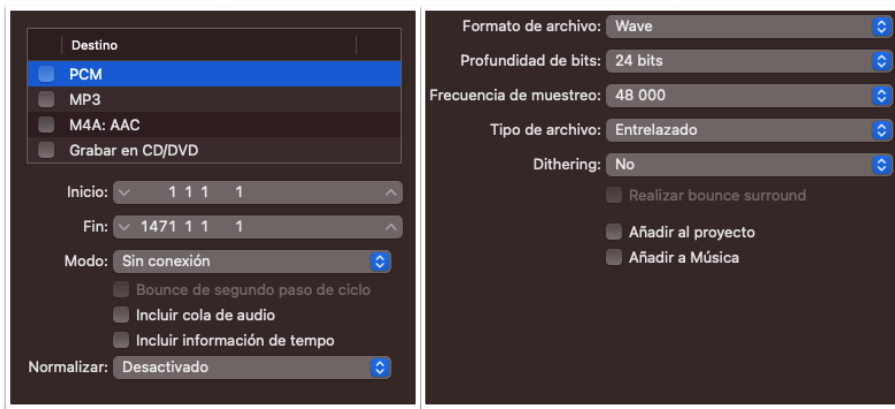 Destino
PCM
MP3
M4A: AAC
Grabar en CD/DVD
Inicio: 1 1 1 1
Fin: 1471 1 1 1
Modo: Sin conexión
Bounce de segundo paso de ciclo
Incluir cola de audio
Incluir información de tempo
Normalizar: Desactivado
Formato de archivo: Wave
Profundidad de bits: 24 bits
Frecuencia de muestreo: 48 000
Tipo de archivo: Entrelazado
Dithering: No
Realizar bounce surround
Añadir al proyecto
Añadir a Música